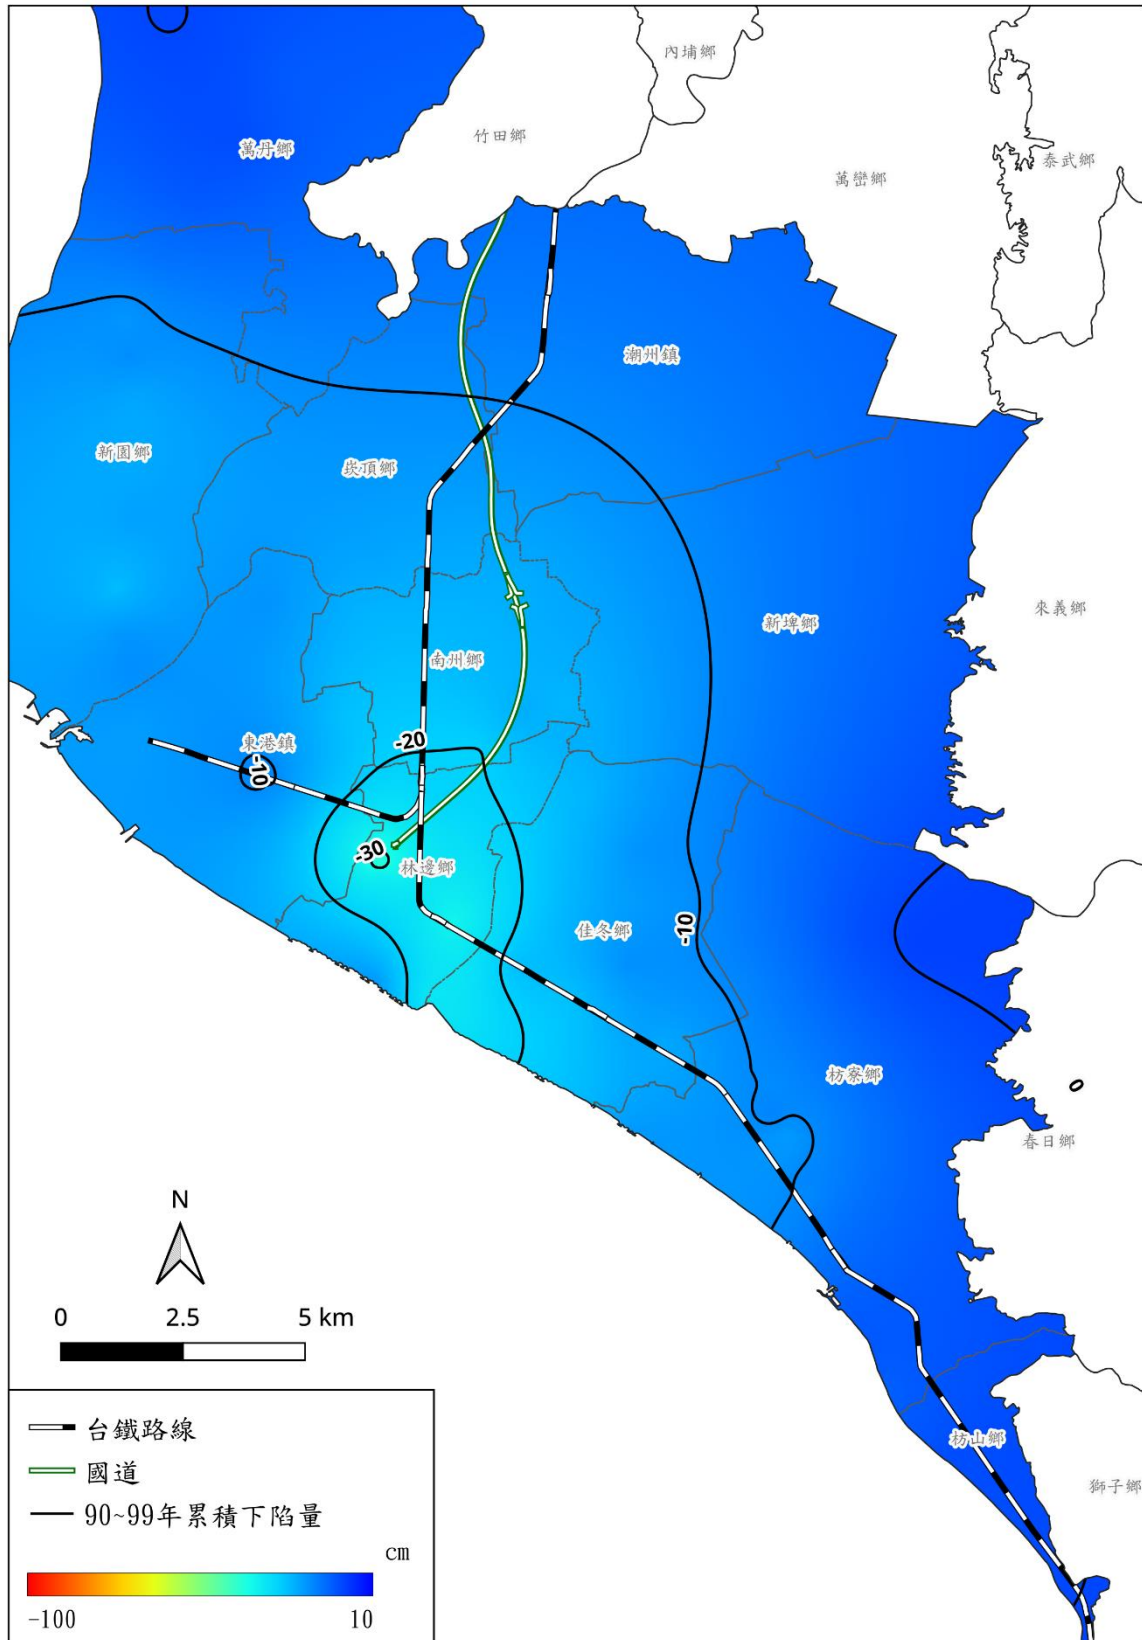 內埔鄉
竹田鄉
萬丹鄉
萬巒鄉
泰武鄉
潮州鎮
新園鄉
崁頂鄉
來義鄉
新埤鄉
南州鄉
東港鎮
-20
-10
-30
林邊鄉
佳冬鄉
-10
枋寮鄉
0
春日鄉
N
0 2.5 5 km
台鐵路線
國道
90~99年累積下陷量
cm
-100 10
枋山鄉
獅子鄉